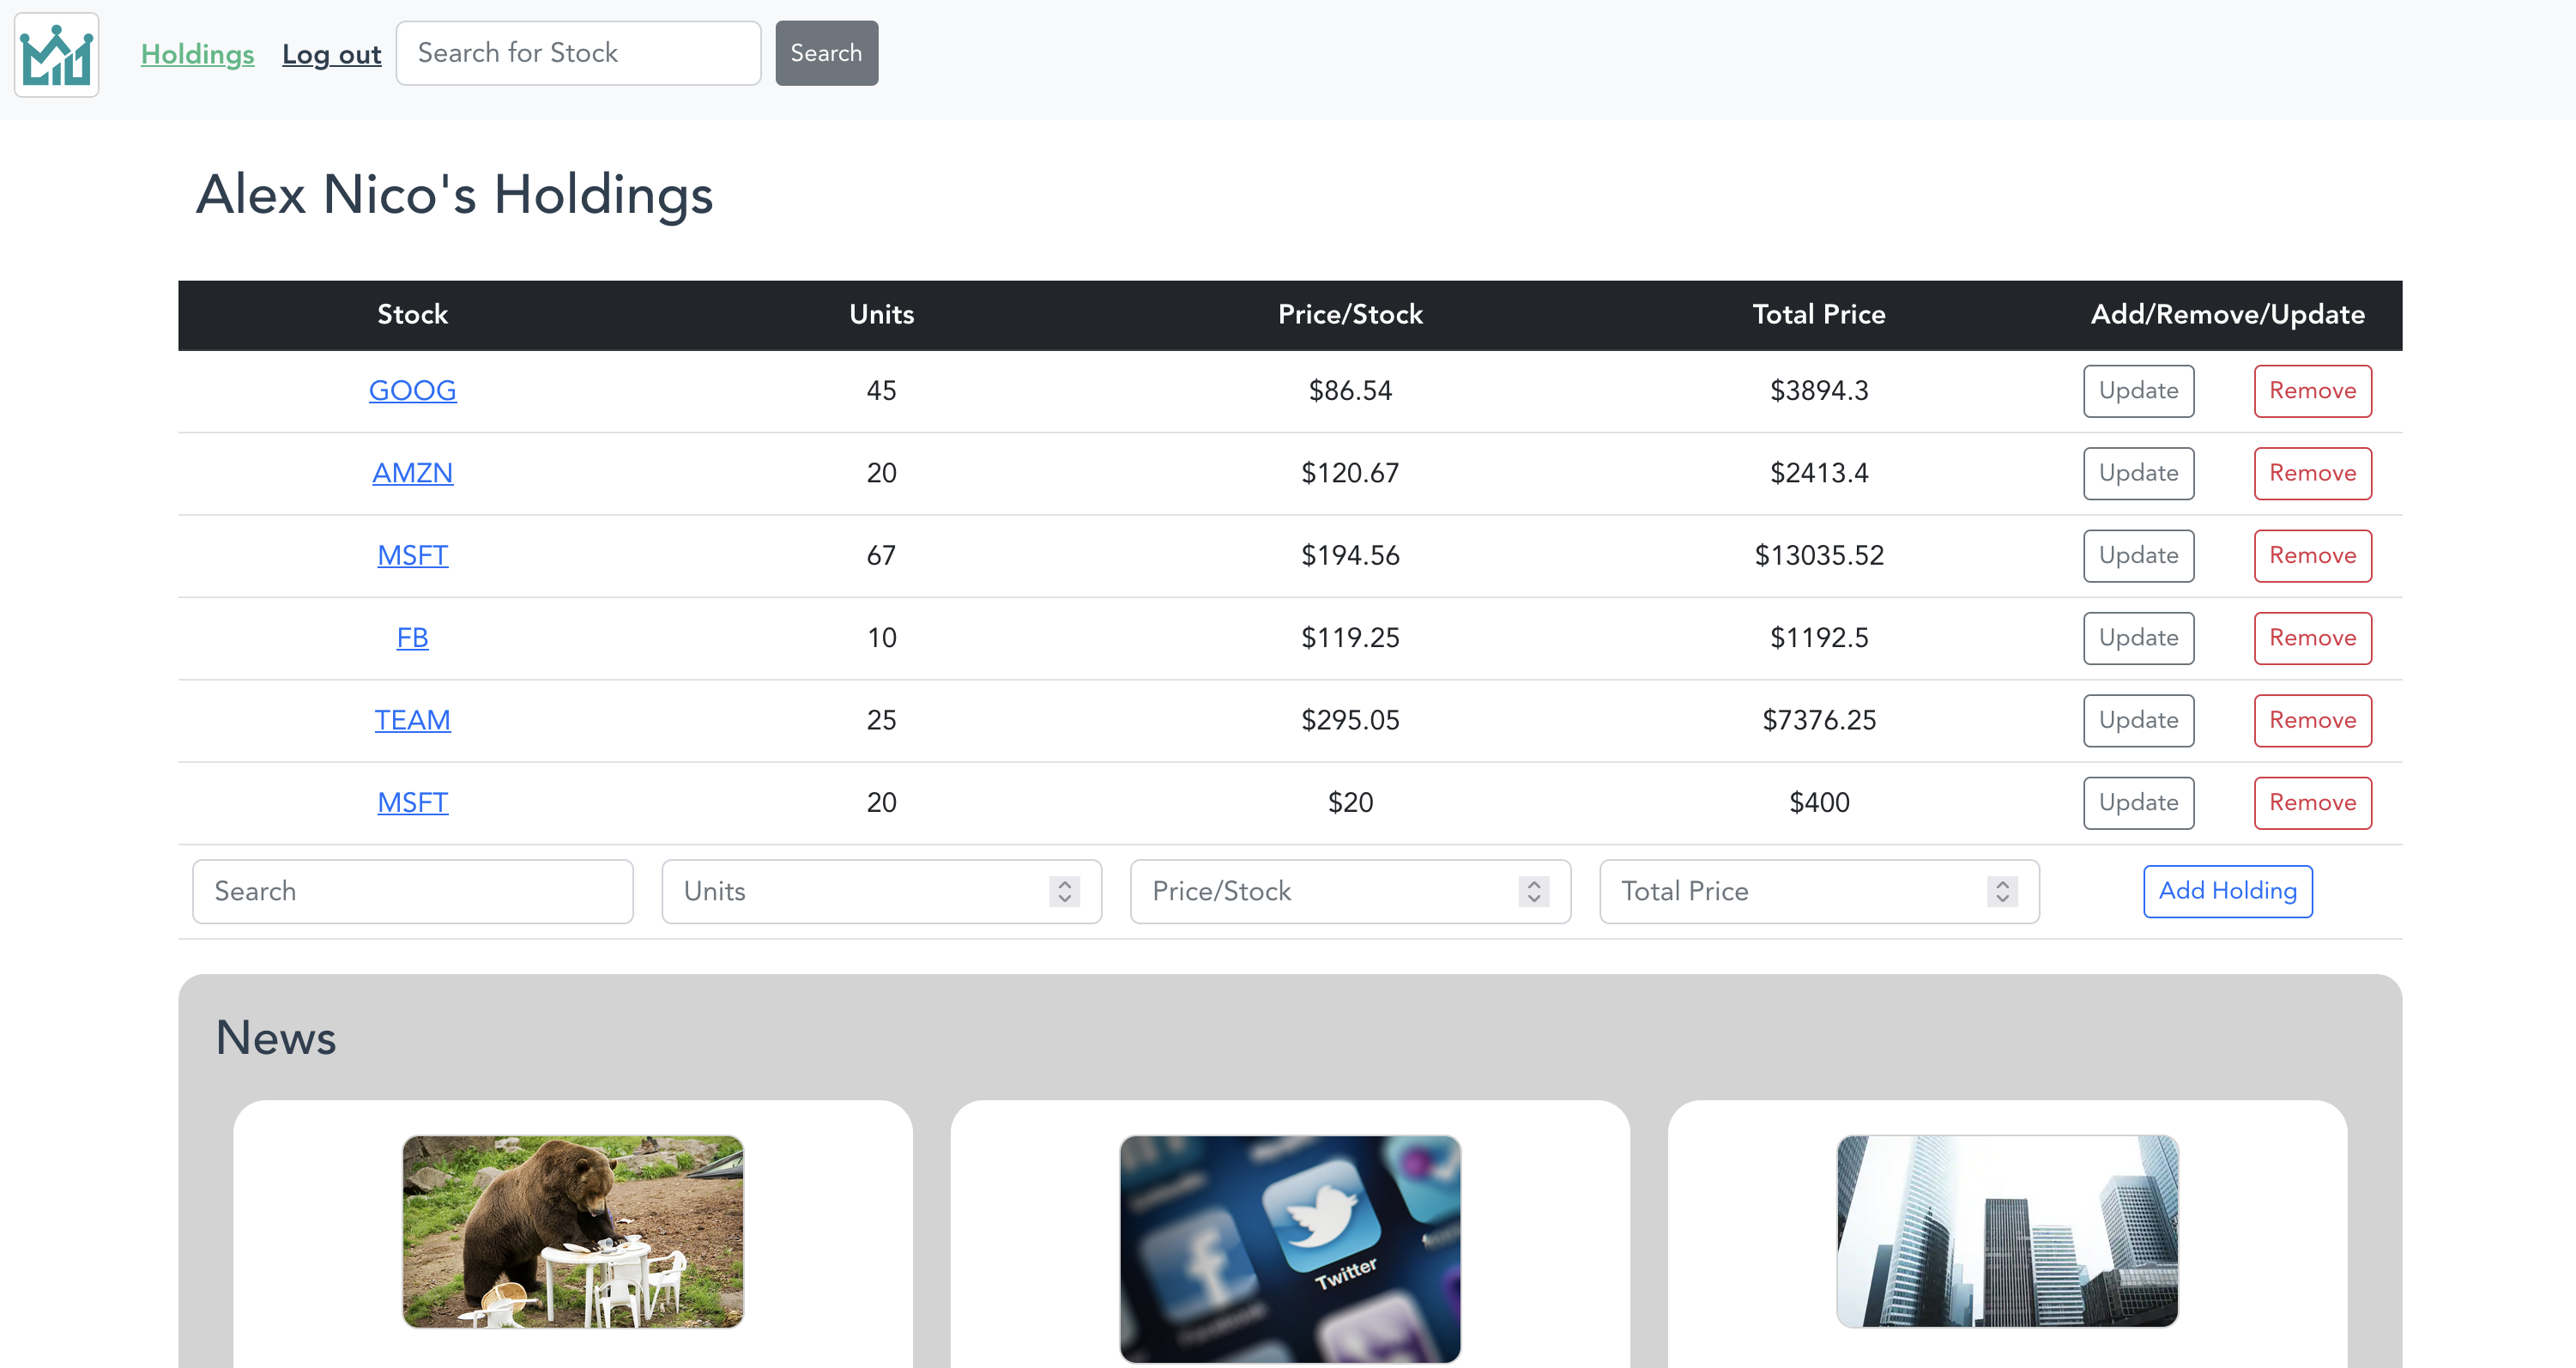 Holdings Log out Search for Stock Search
Alex Nico's Holdings
Stock Units Price/Stock Total Price Add/Remove/Update
GOOG 45 $86.54 $3894.3 Update Remove
AMZN 20 $120.67 $2413.4 Update Remove
MSFT 67 $194.56 $13035.52 Update Remove
FB 10 $119.25 $1192.5 Update Remove
TEAM 25 $295.05 $7376.25 Update Remove
MSFT 20 $20 $400 Update Remove
Search Units Price/Stock Total Price Add Holding
News
Twitter